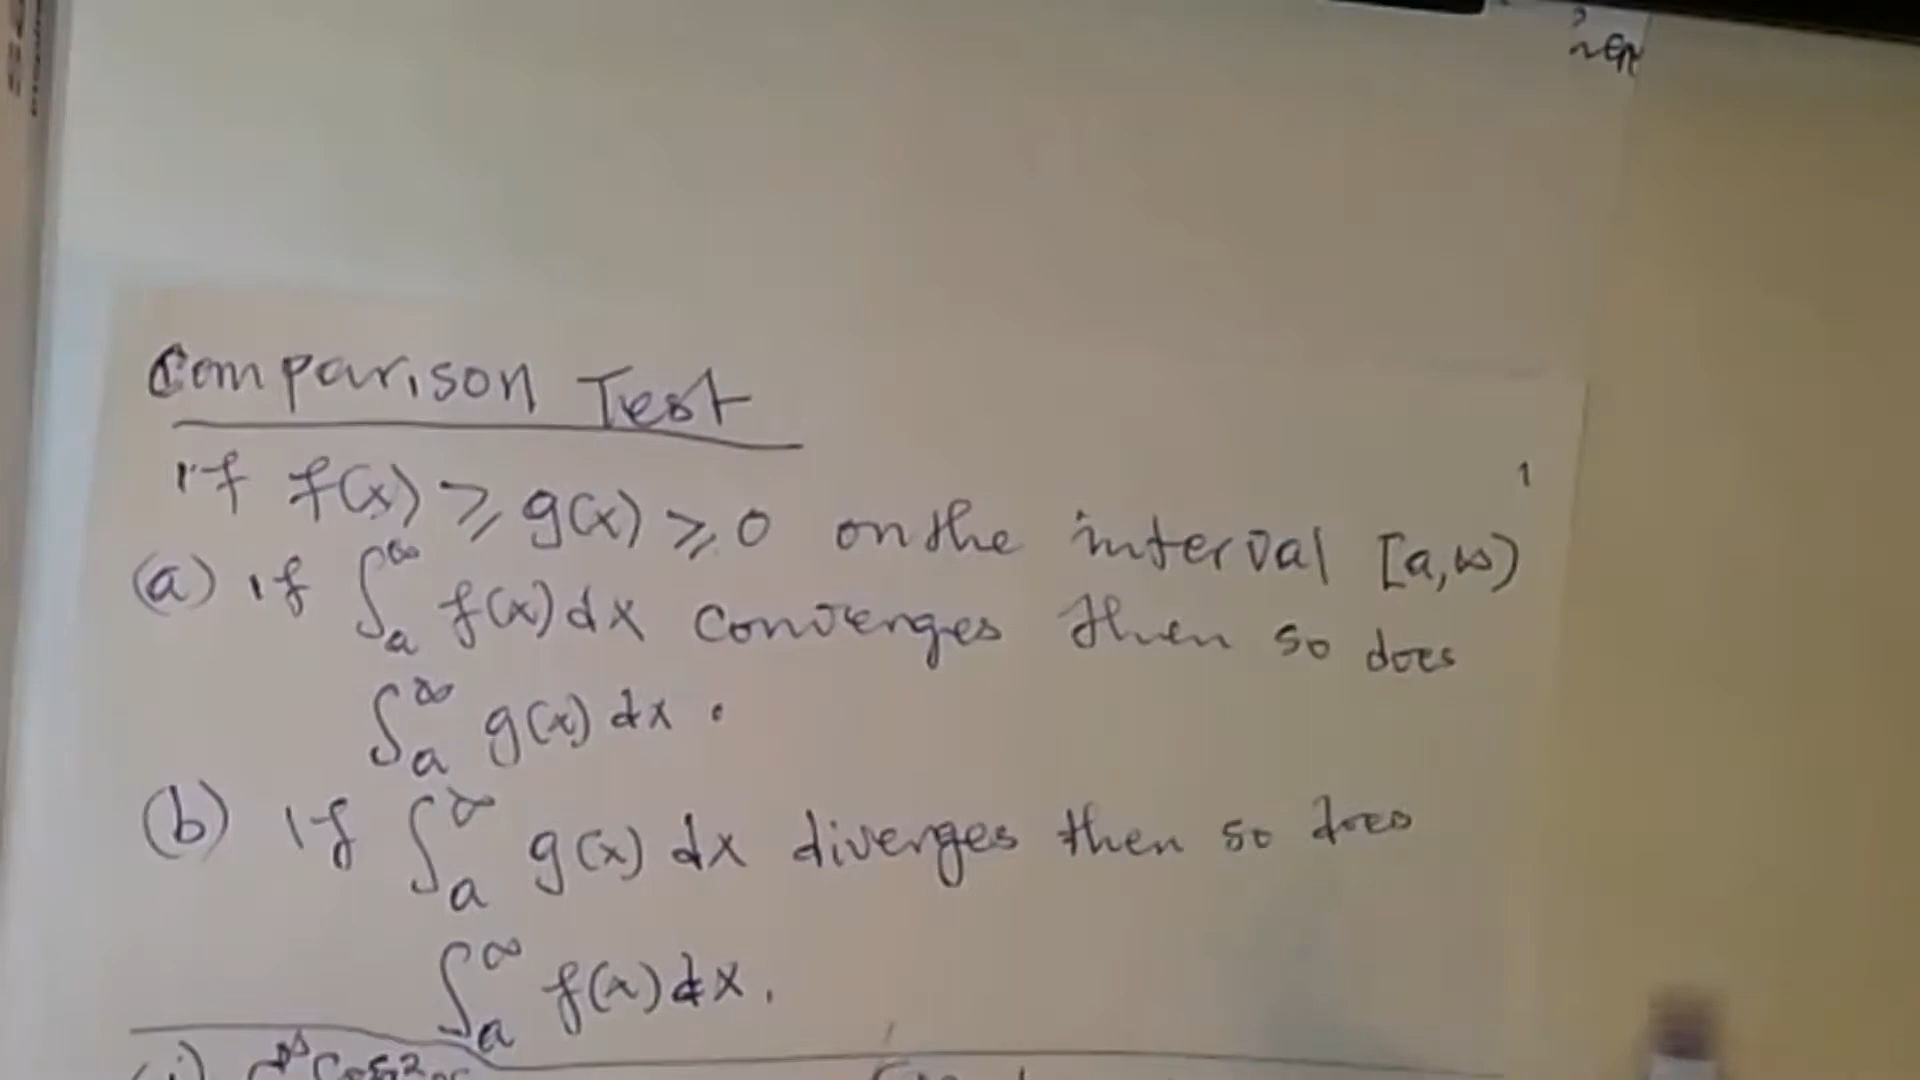 Comparison Test
If f(x) ≥ g(x) ≥ 0 on the interval [a, ∞)
(a) if ∫_a^∞ f(x) dx converges then so does
∫_a^∞ g(x) dx .
(b) If ∫_a^∞ g(x) dx diverges then so does
∫_a^∞ f(x) dx .
(i) ∫^∞ Cos²x